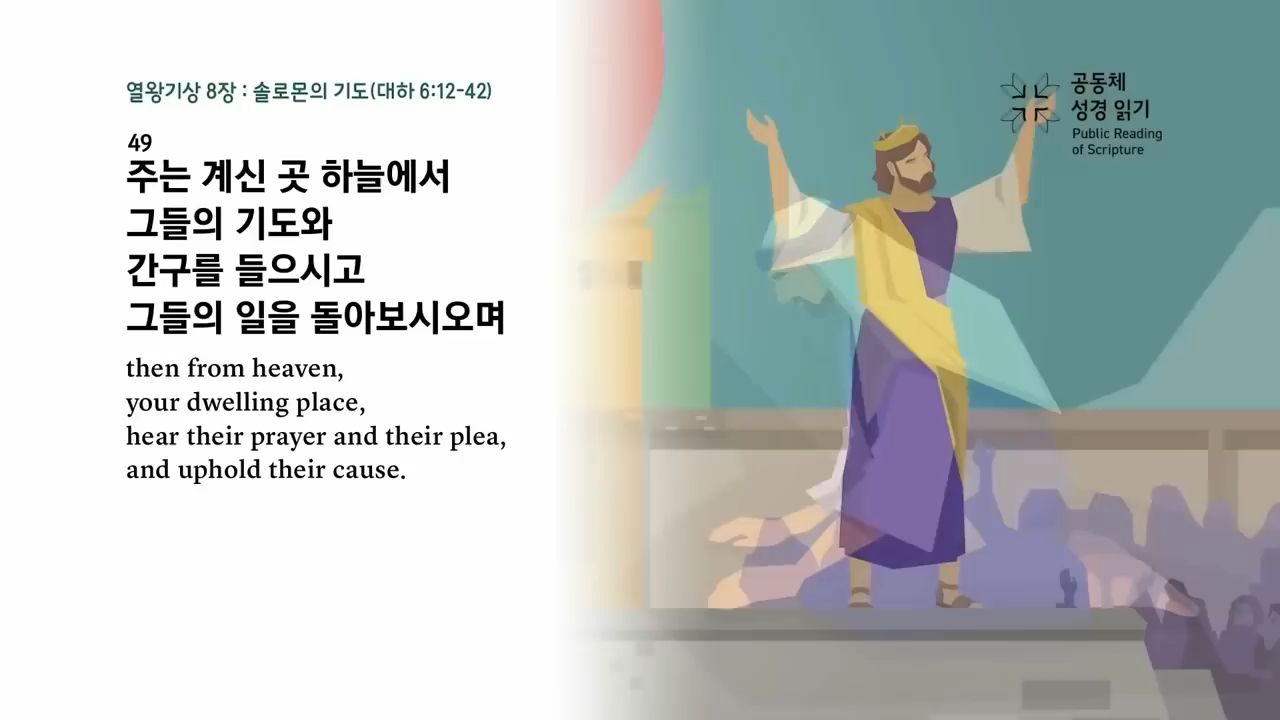 열왕기상 8장 : 솔로몬의 기도(대하 6:12-42)
49
주는 계신 곳 하늘에서
그들의 기도와
간구를 들으시고
그들의 일을 돌아보시오며
then from heaven,
your dwelling place,
hear their prayer and their plea,
and uphold their cause.
공동체
성경 읽기
Public Reading
of Scripture